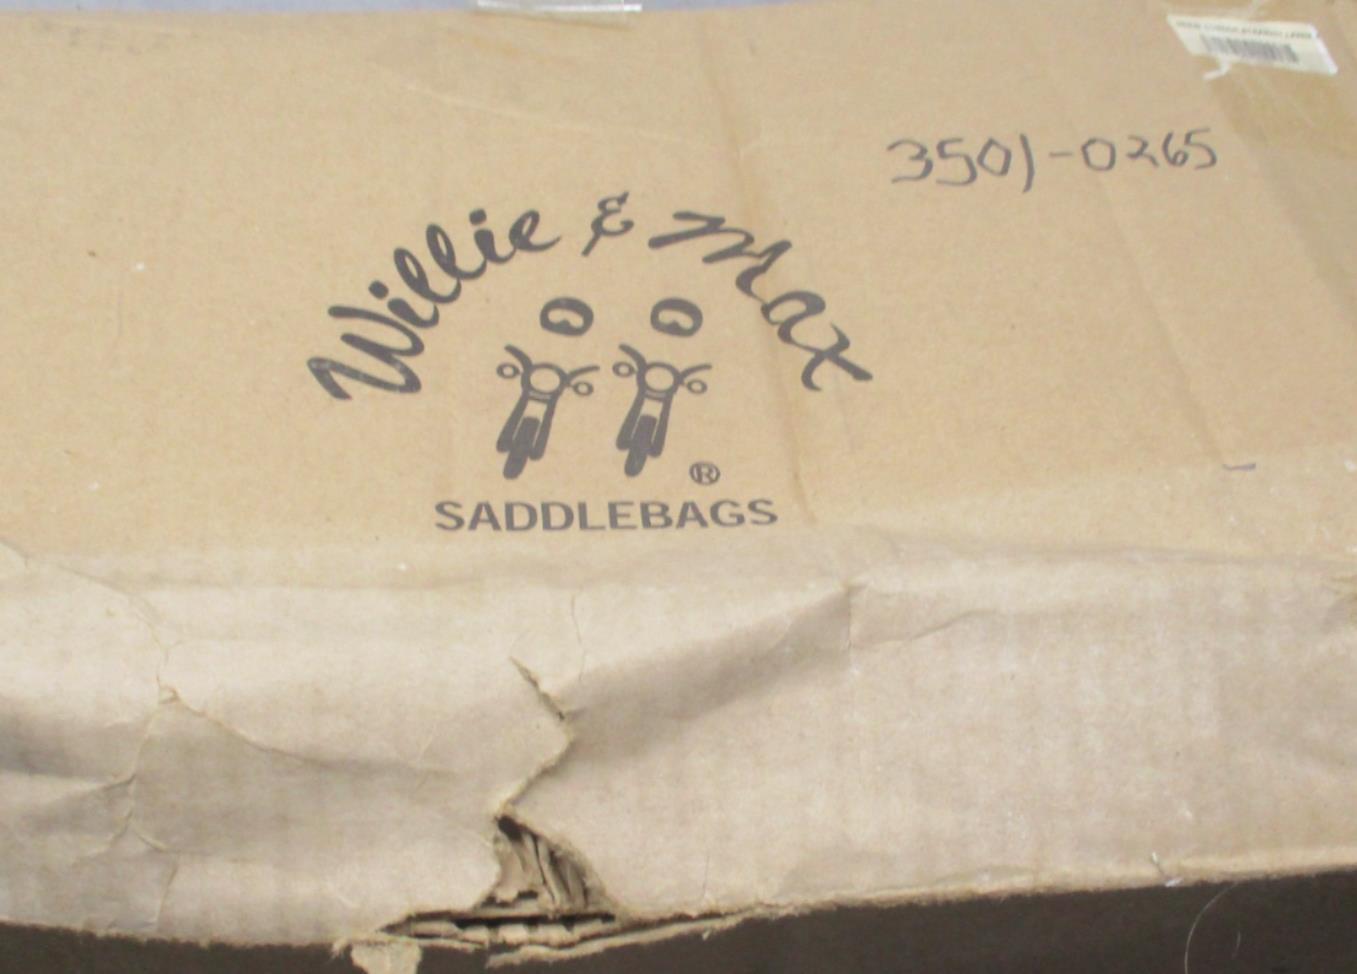 3501-0265
Willie & Max
®
SADDLEBAGS